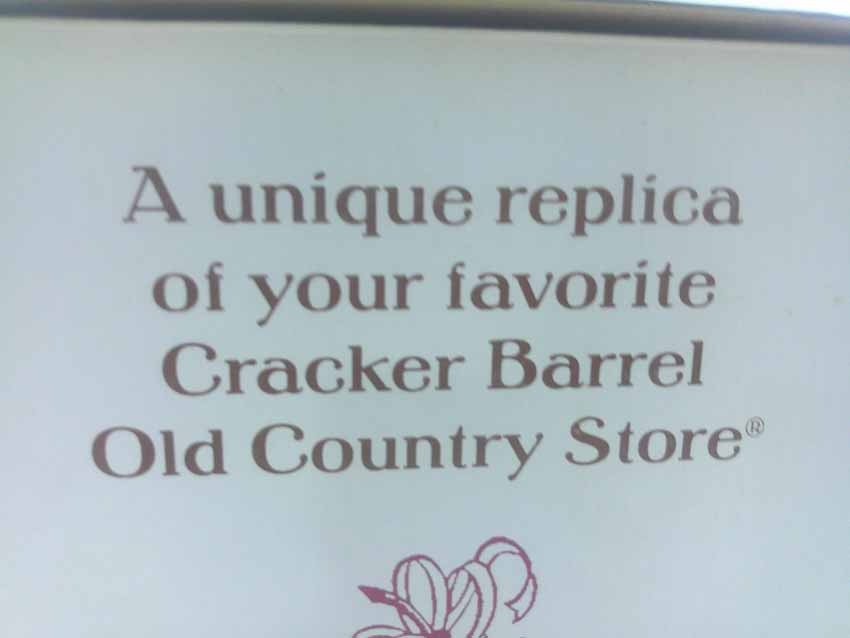 A unique replica
of your favorite
Cracker Barrel
Old Country Store®